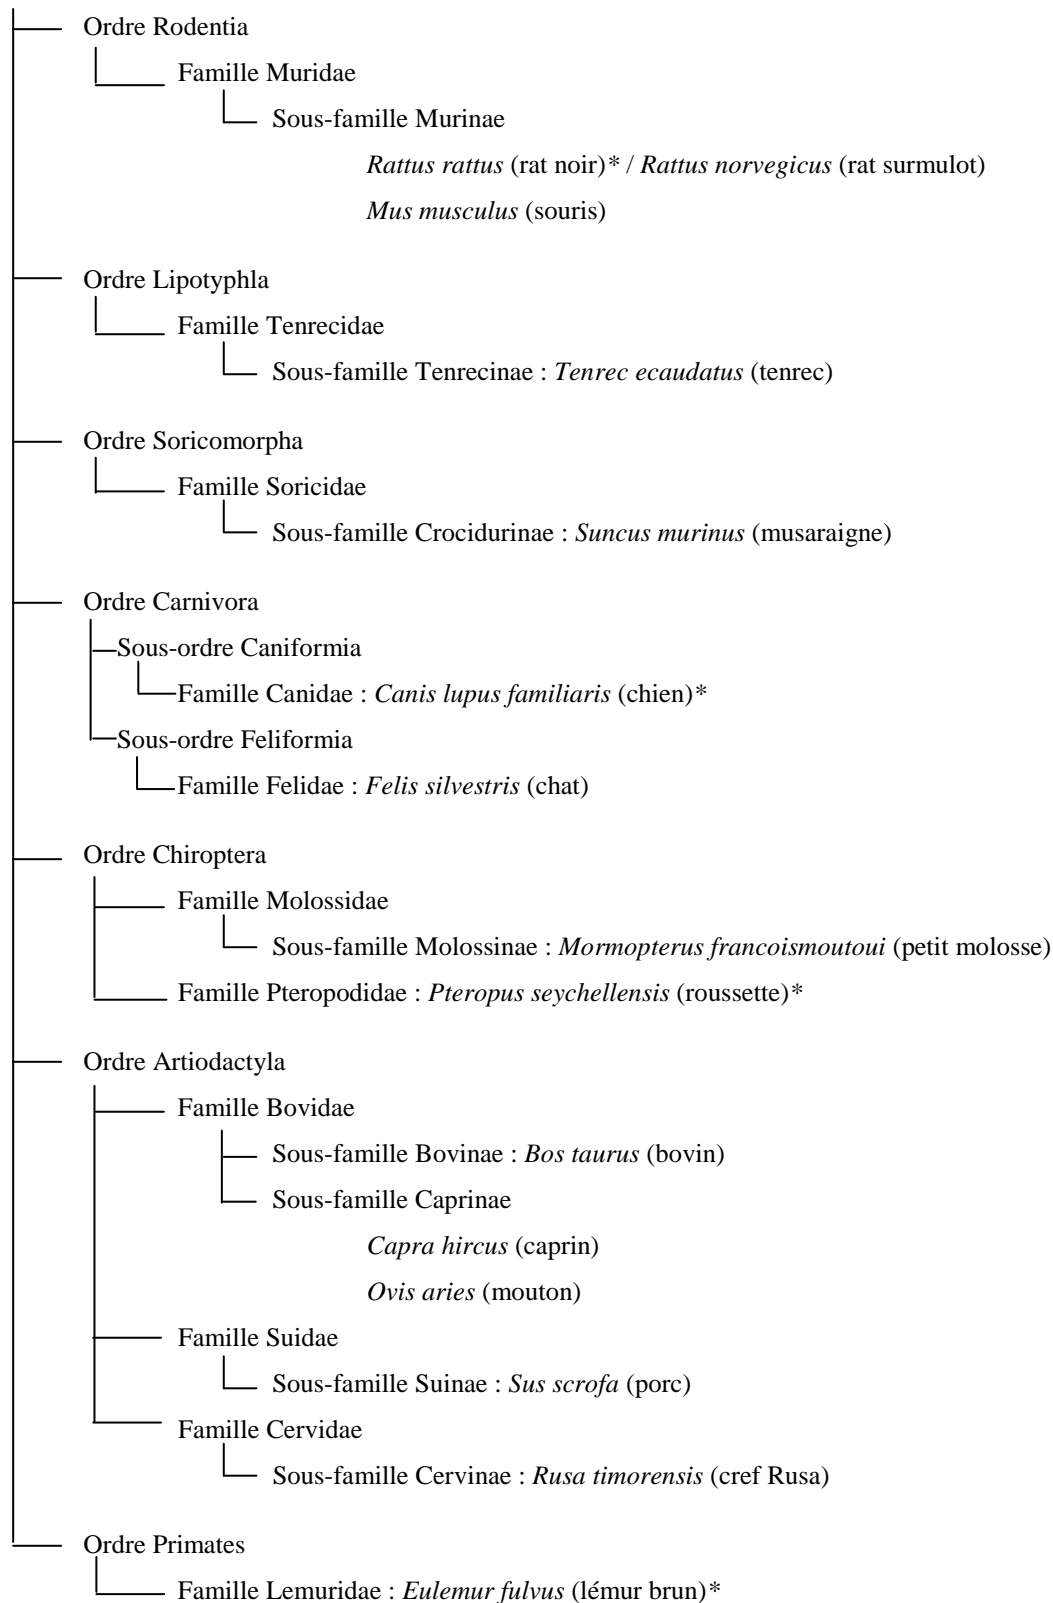 Ordre Rodentia
Famille Muridae
Sous-famille Murinae
Rattus rattus (rat noir)* / Rattus norvegicus (rat surmulot)
Mus musculus (souris)
Ordre Lipotyphla
Famille Tenrecidae
Sous-famille Tenrecinae : Tenrec ecaudatus (tenrec)
Ordre Soricomorpha
Famille Soricidae
Sous-famille Crocidurinae : Suncus murinus (musaraigne)
Ordre Carnivora
Sous-ordre Caniformia
Famille Canidae : Canis lupus familiaris (chien)*
Sous-ordre Feliformia
Famille Felidae : Felis silvestris (chat)
Ordre Chiroptera
Famille Molossidae
Sous-famille Molossinae : Mormopterus francoismoutoui (petit molosse)
Famille Pteropodidae : Pteropus seychellensis (roussette)*
Ordre Artiodactyla
Famille Bovidae
Sous-famille Bovinae : Bos taurus (bovin)
Sous-famille Caprinae
Capra hircus (caprin)
Ovis aries (mouton)
Famille Suidae
Sous-famille Suinae : Sus scrofa (porc)
Famille Cervidae
Sous-famille Cervinae : Rusa timorensis (cref Rusa)
Ordre Primates
Famille Lemuridae : Eulemur fulvus (lémur brun)*